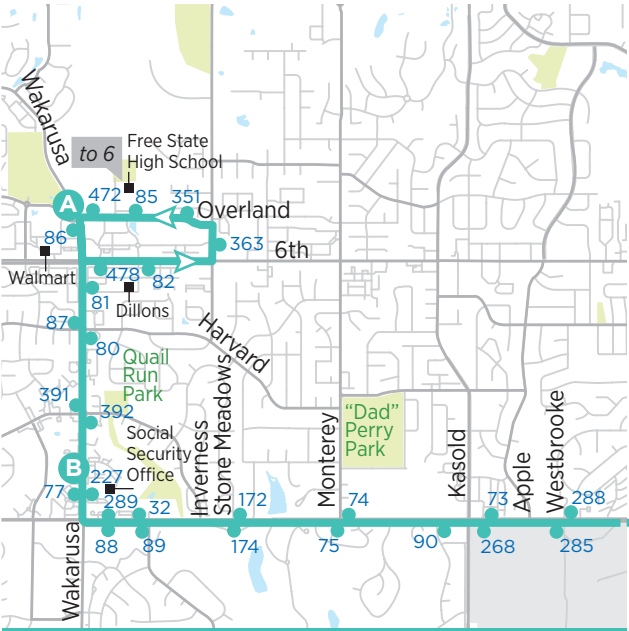 Wakarusa
to 6
Free State
High School
A
472
85
351
Overland
86
363
6th
Walmart
478
82
81
Dillons
87
80
Harvard
Quail
Run
Park
391
392
Inverness
Stone Meadows
Monterey
"Dad"
Perry
Park
Kasold
Apple
Westbrooke
Social
Security
Office
B
227
77
289
32
172
74
73
288
Wakarusa
88
89
174
75
90
268
285